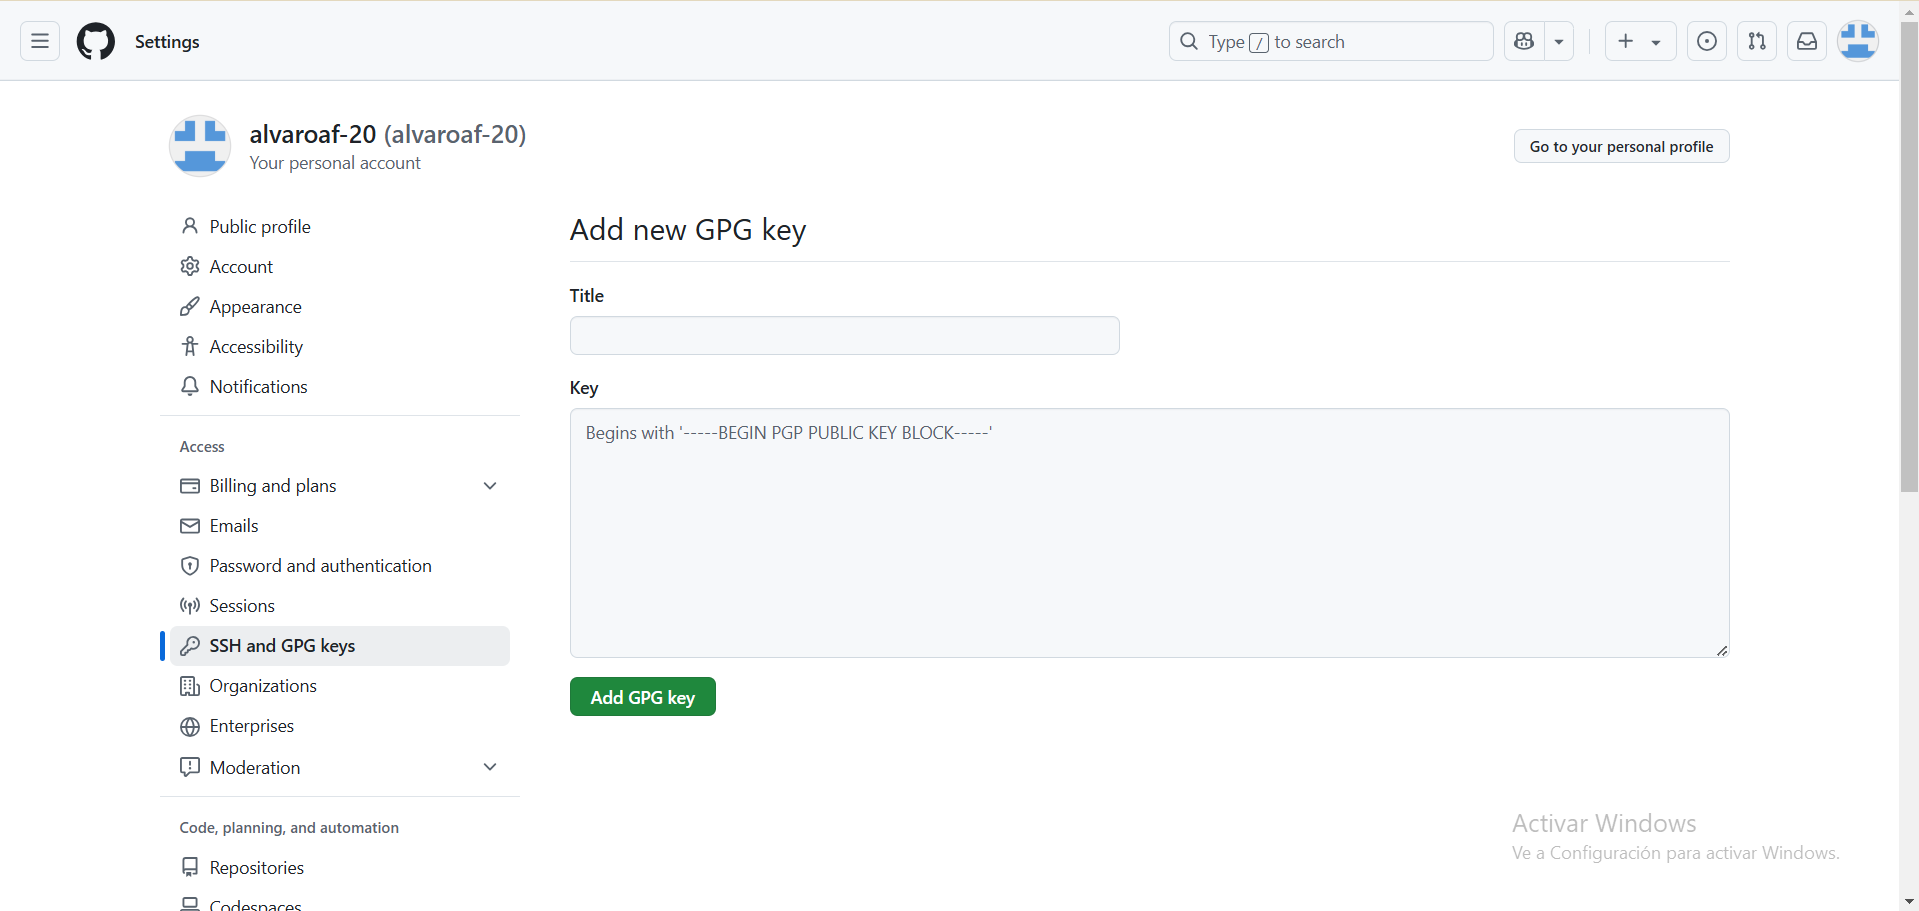 Settings
Type / to search
alvaroaf-20 (alvaroaf-20)
Your personal account
Go to your personal profile
Public profile
Account
Appearance
Accessibility
Notifications
Access
Billing and plans
Emails
Password and authentication
Sessions
SSH and GPG keys
Organizations
Enterprises
Moderation
Code, planning, and automation
Repositories
Codespaces
Add new GPG key
Title
Key
Begins with '-----BEGIN PGP PUBLIC KEY BLOCK-----'
Add GPG key
Activar Windows
Ve a Configuración para activar Windows.